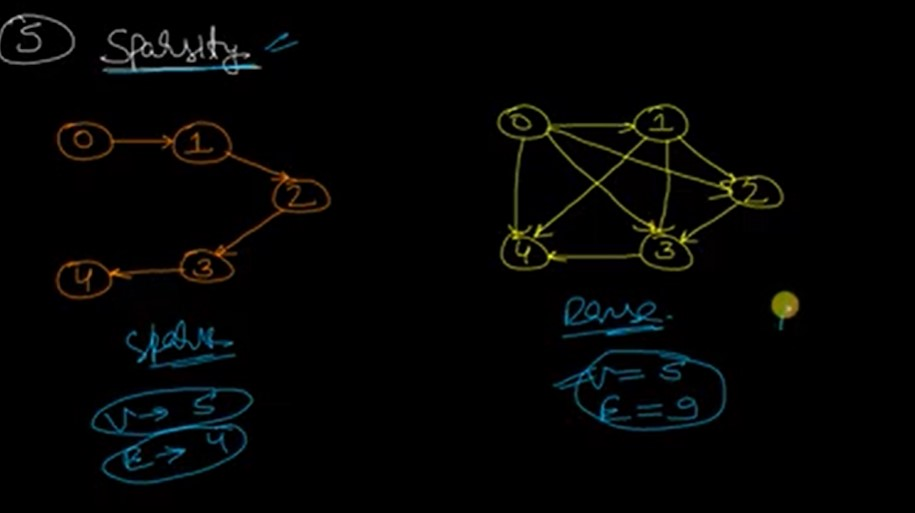 5 Sparsity
0 1 2 3 4
0 1 2 3 4
Sparse
V → 5
E → 4
Dense
V = 5
E = 9